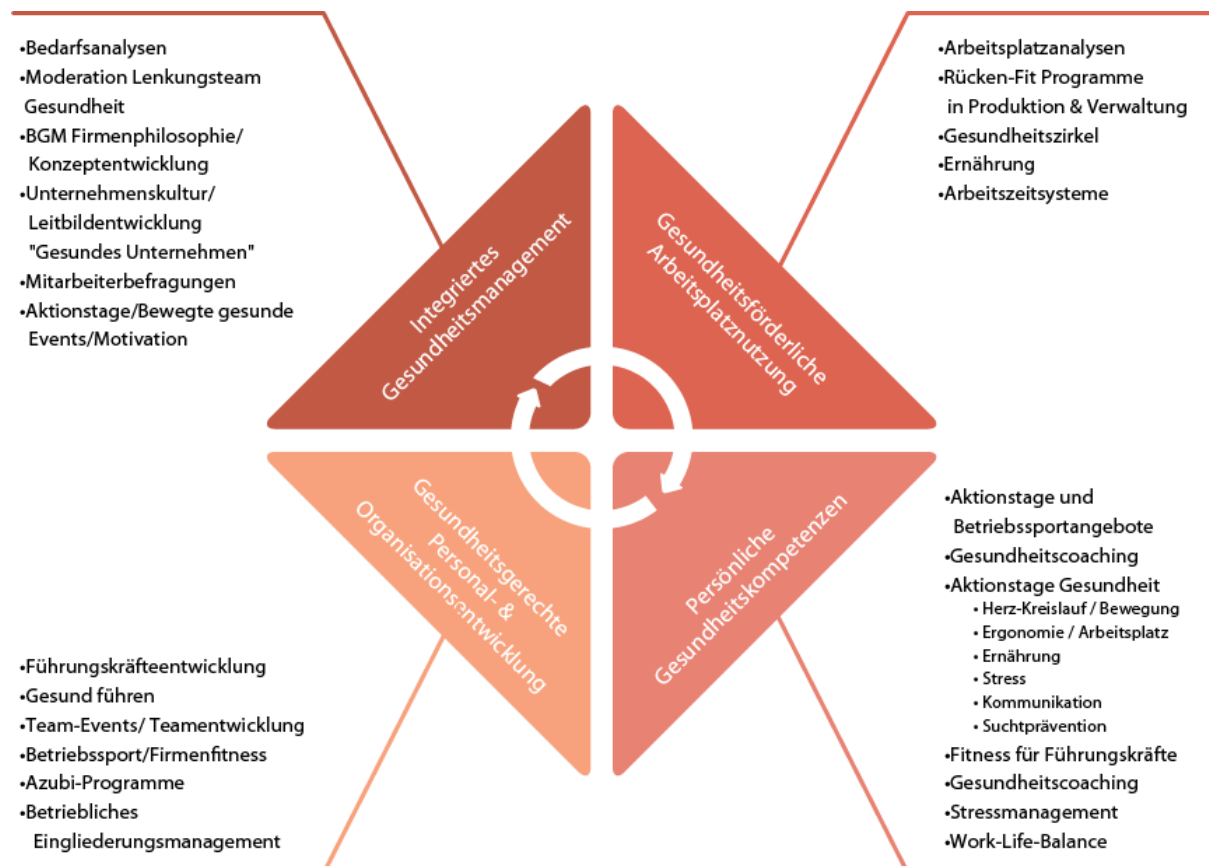 •Bedarfsanalysen
•Moderation Lenkungsteam
Gesundheit
•BGM Firmenphilosophie/
Konzeptentwicklung
•Unternehmenskultur/
Leitbildentwicklung
"Gesundes Unternehmen"
•Mitarbeiterbefragungen
•Aktionstage/Bewegte gesunde
Events/Motivation
•Arbeitsplatzanalysen
•Rücken-Fit Programme
in Produktion & Verwaltung
•Gesundheitszirkel
•Ernährung
•Arbeitszeitsysteme
Integriertes
Gesundheitsmanagement
Gesundheitsförderliche
Arbeitsplatznutzung
Gesundheitsgerechte
Personal- &
Organisationsentwicklung
Persönliche
Gesundheitskompetenzen
•Führungskräfteentwicklung
•Gesund führen
•Team-Events/ Teamentwicklung
•Betriebssport/Firmenfitness
•Azubi-Programme
•Betriebliches
Eingliederungsmanagement
•Aktionstage und
Betriebssportangebote
•Gesundheitscoaching
•Aktionstage Gesundheit
• Herz-Kreislauf / Bewegung
• Ergonomie / Arbeitsplatz
• Ernährung
• Stress
• Kommunikation
• Suchtprävention
•Fitness für Führungskräfte
•Gesundheitscoaching
•Stressmanagement
•Work-Life-Balance